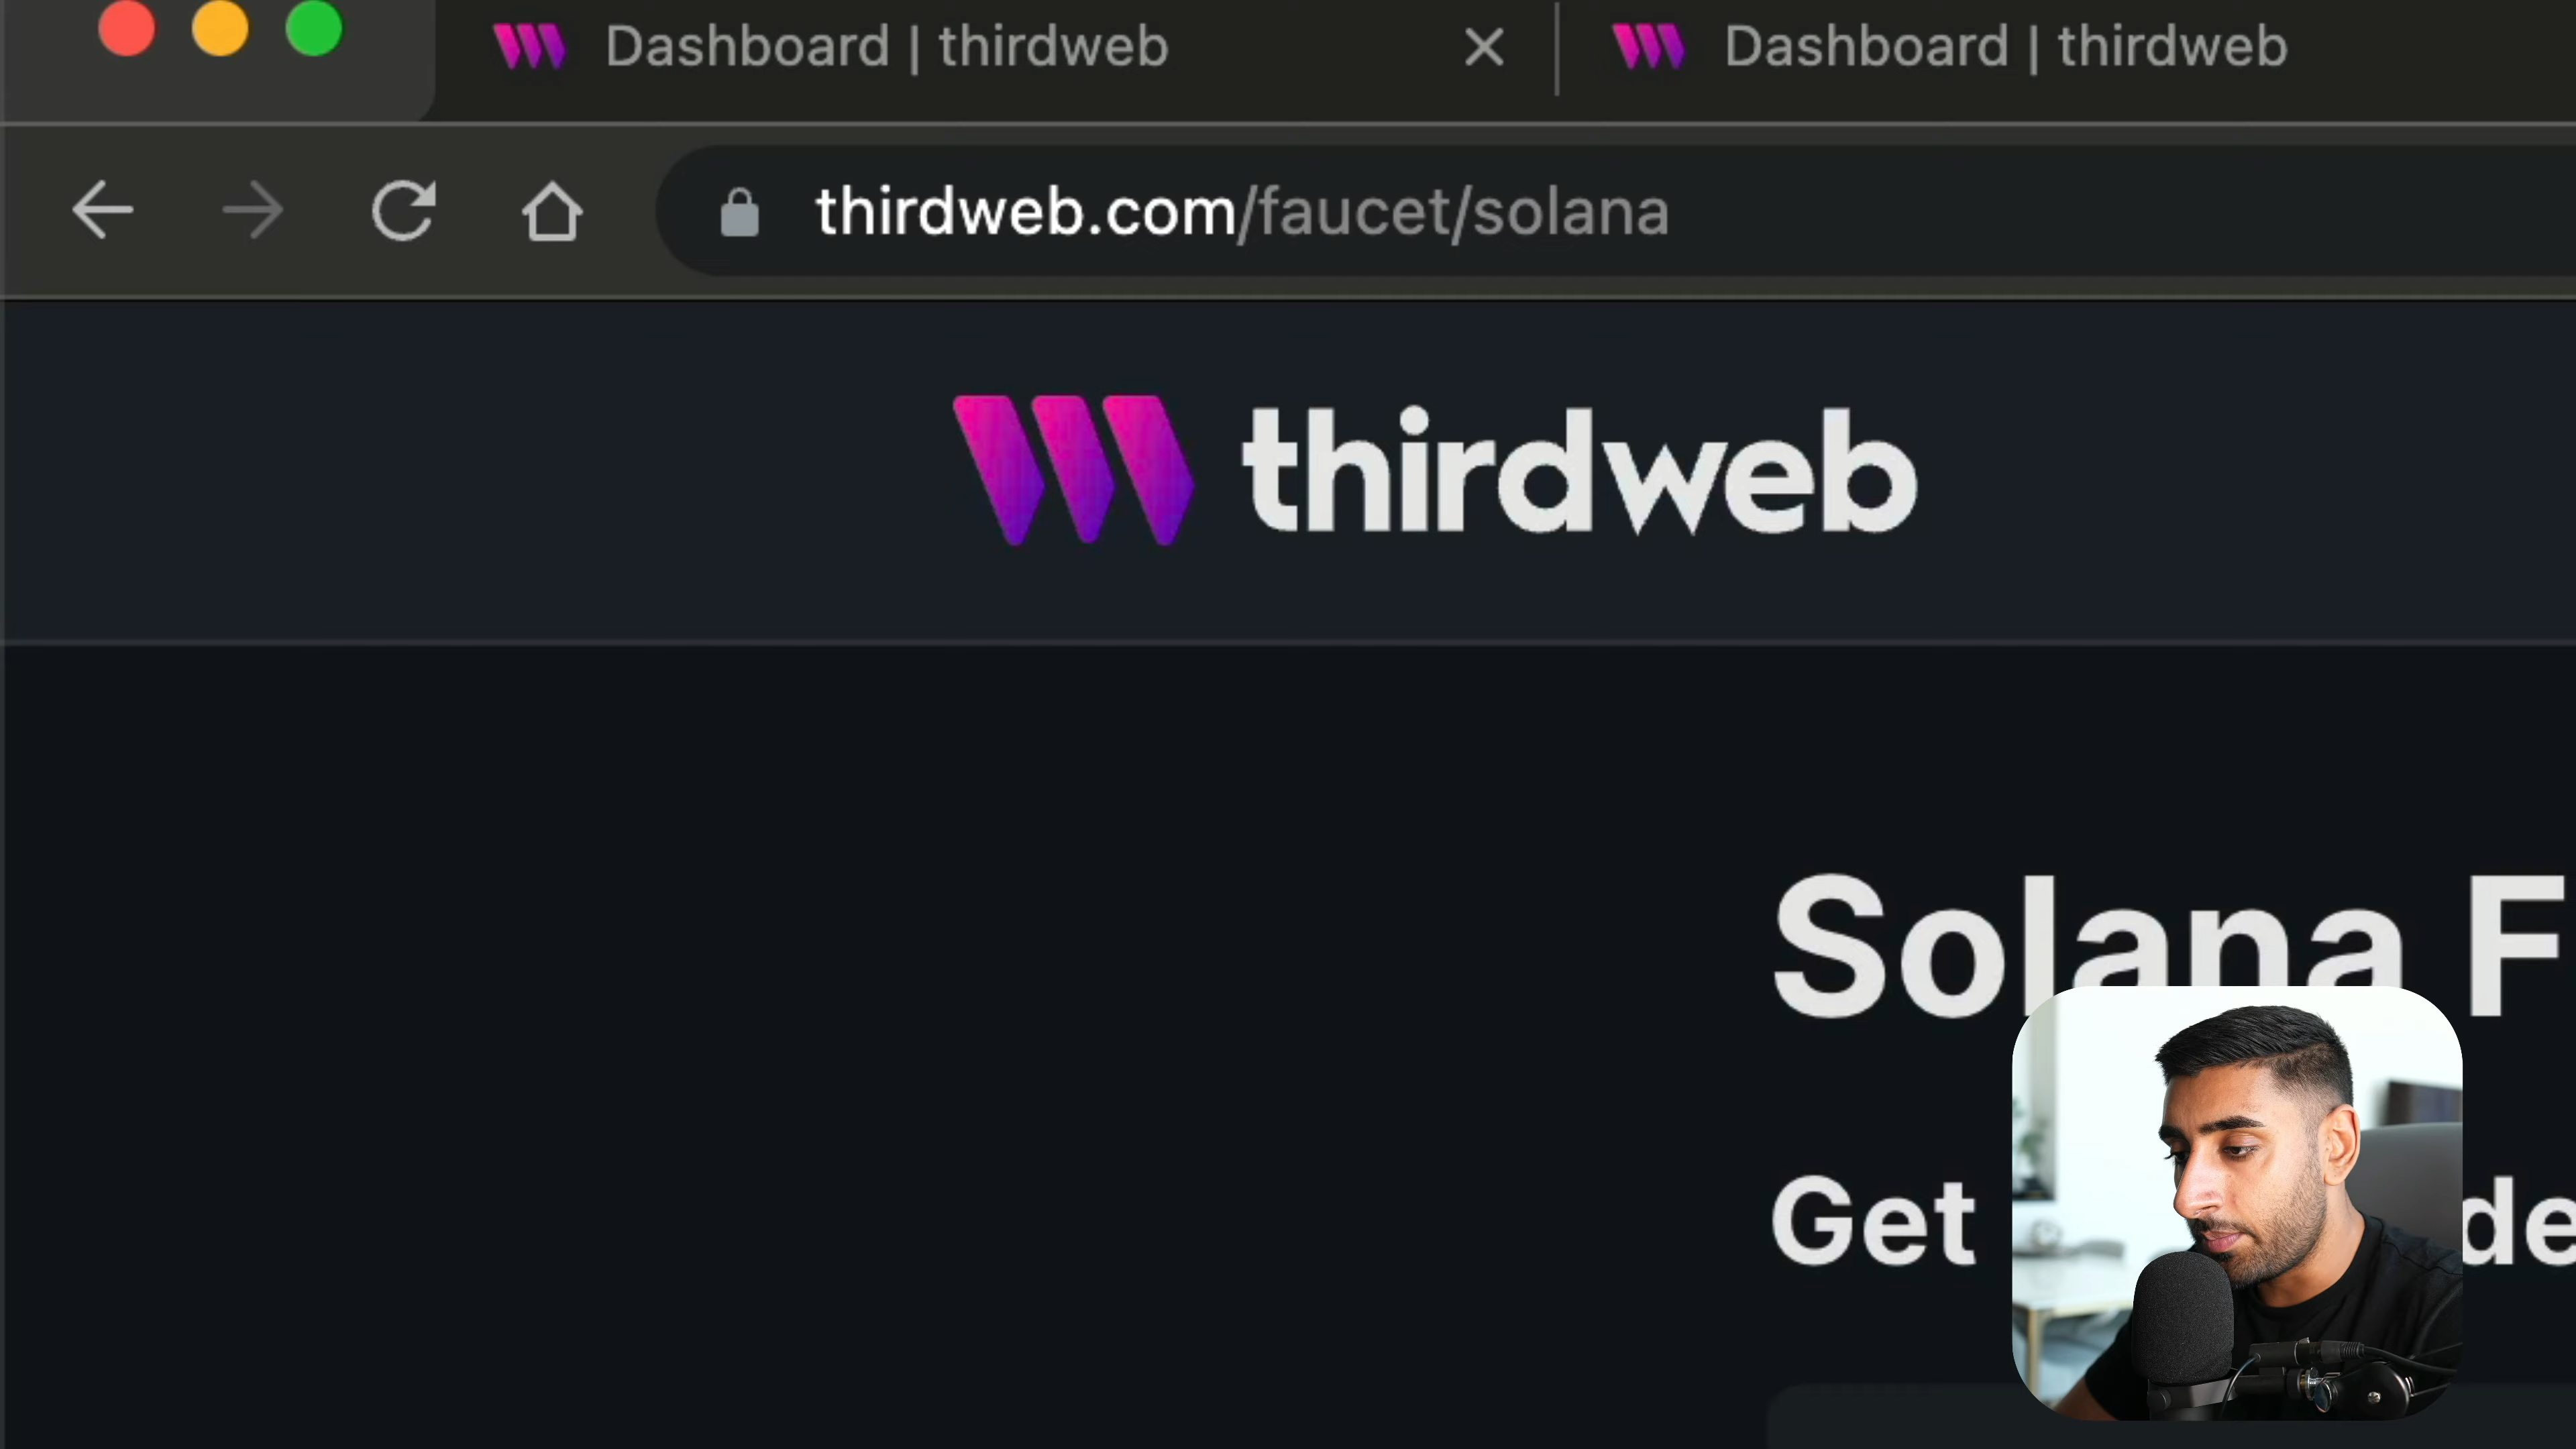 Dashboard | thirdweb
Dashboard | thirdweb
thirdweb.com/faucet/solana
thirdweb
Solana F
Get
de